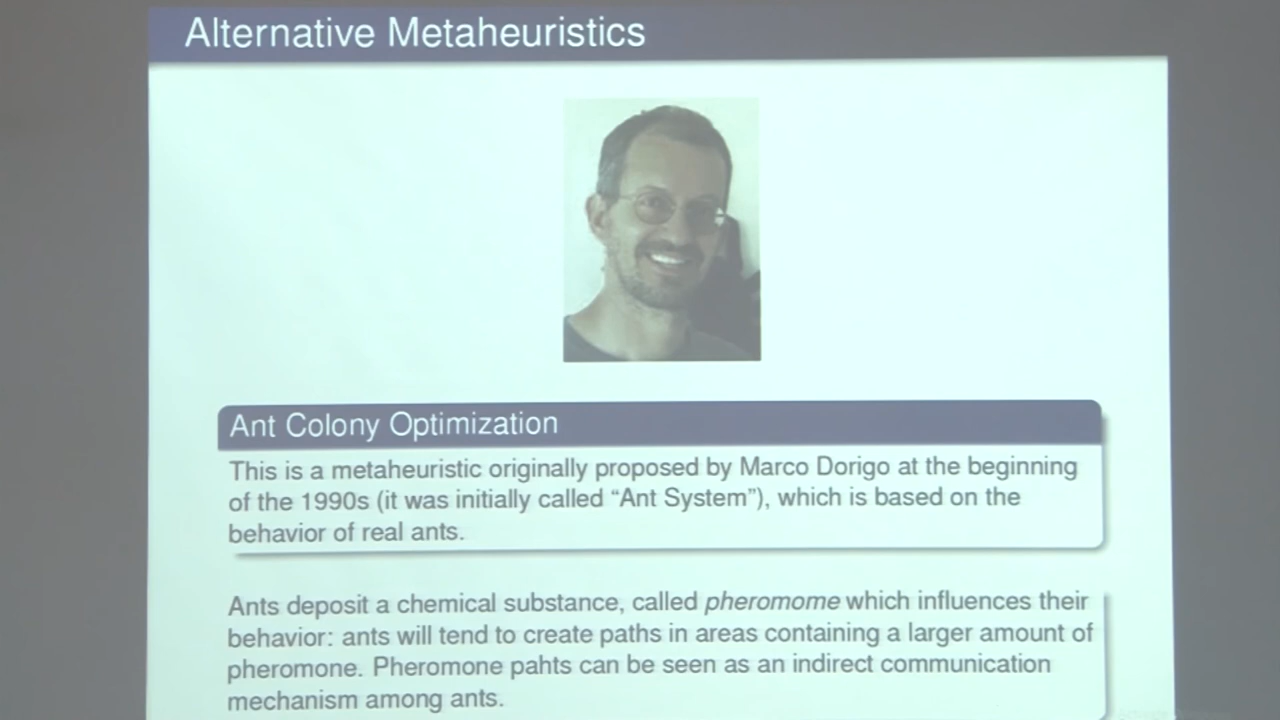 Alternative Metaheuristics
Ant Colony Optimization
This is a metaheuristic originally proposed by Marco Dorigo at the beginning
of the 1990s (it was initially called “Ant System”), which is based on the
behavior of real ants.
Ants deposit a chemical substance, called pheromome which influences their
behavior: ants will tend to create paths in areas containing a larger amount of
pheromone. Pheromone pahts can be seen as an indirect communication
mechanism among ants.